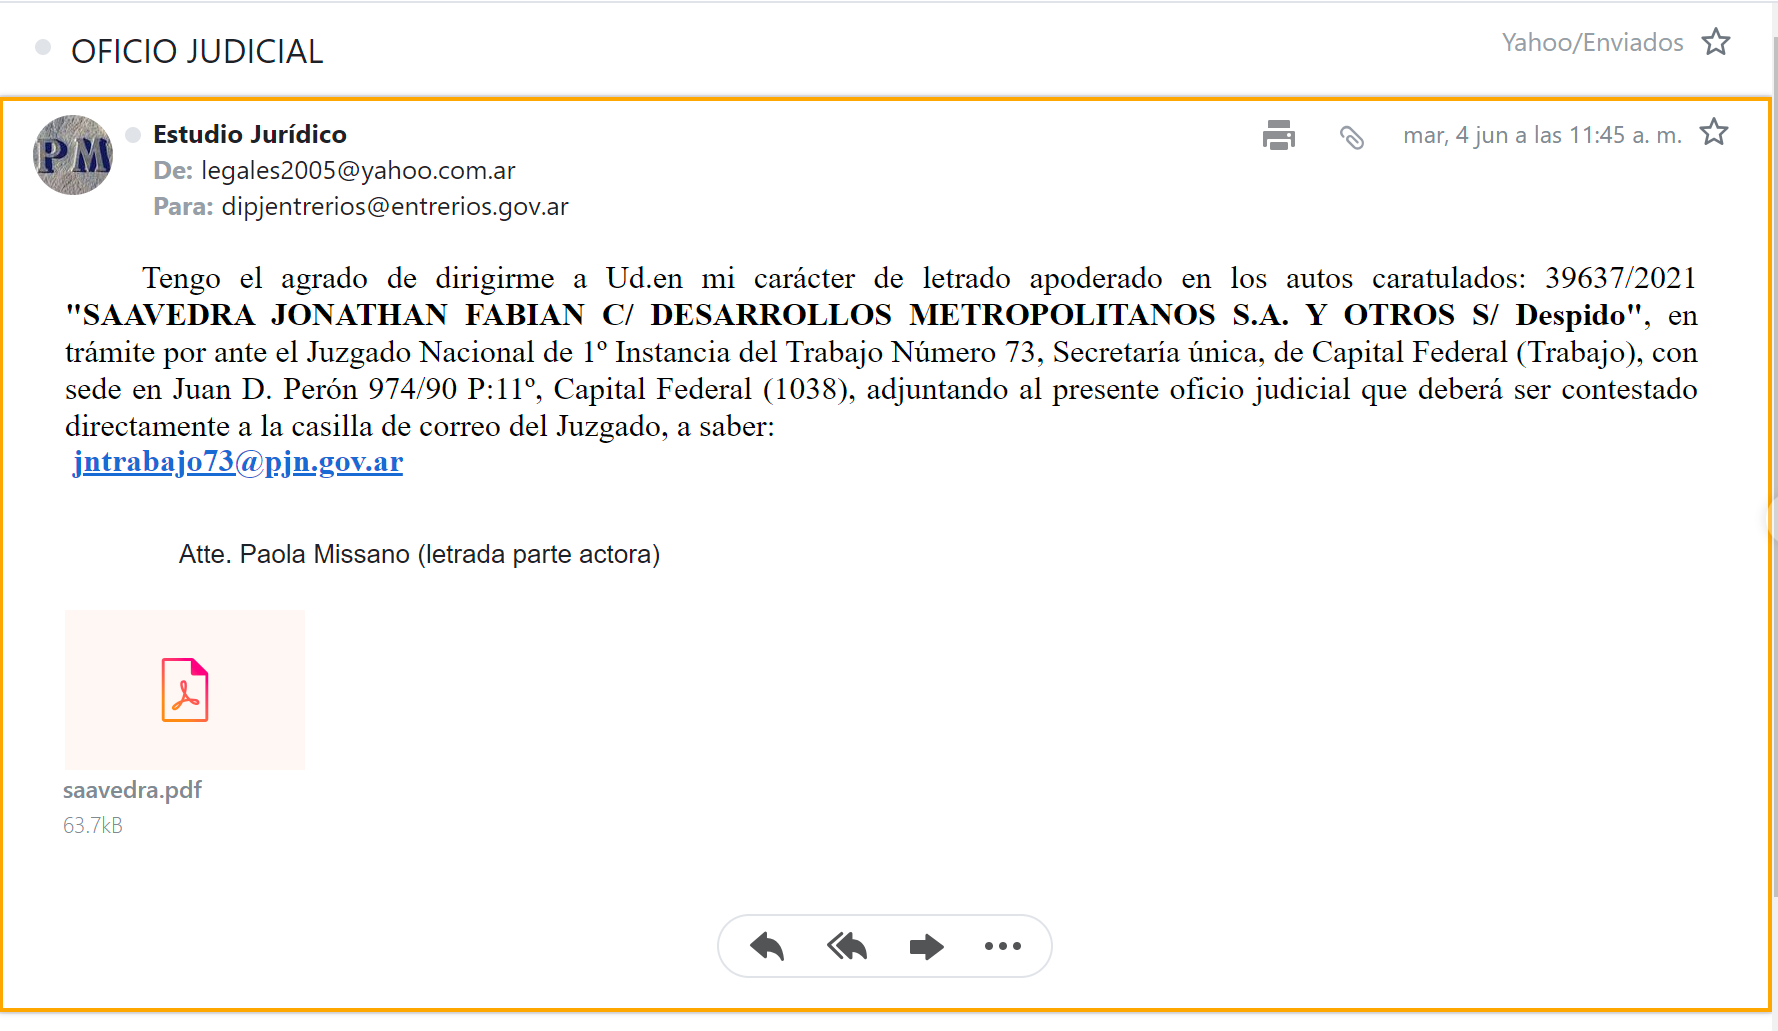 OFICIO JUDICIAL
Yahoo/Enviados
PM
Estudio Jurídico
mar, 4 jun a las 11:45 a. m.
De: legales2005@yahoo.com.ar
Para: dipjentrerios@entrerios.gov.ar
Tengo el agrado de dirigirme a Ud.en mi carácter de letrado apoderado en los autos caratulados: 39637/2021
"SAAVEDRA JONATHAN FABIAN C/ DESARROLLOS METROPOLITANOS S.A. Y OTROS S/ Despido", en
trámite por ante el Juzgado Nacional de 1º Instancia del Trabajo Número 73, Secretaría única, de Capital Federal (Trabajo), con
sede en Juan D. Perón 974/90 P:11º, Capital Federal (1038), adjuntando al presente oficio judicial que deberá ser contestado
directamente a la casilla de correo del Juzgado, a saber:
jntrabajo73@pjn.gov.ar
Atte. Paola Missano (letrada parte actora)
saavedra.pdf
63.7kB